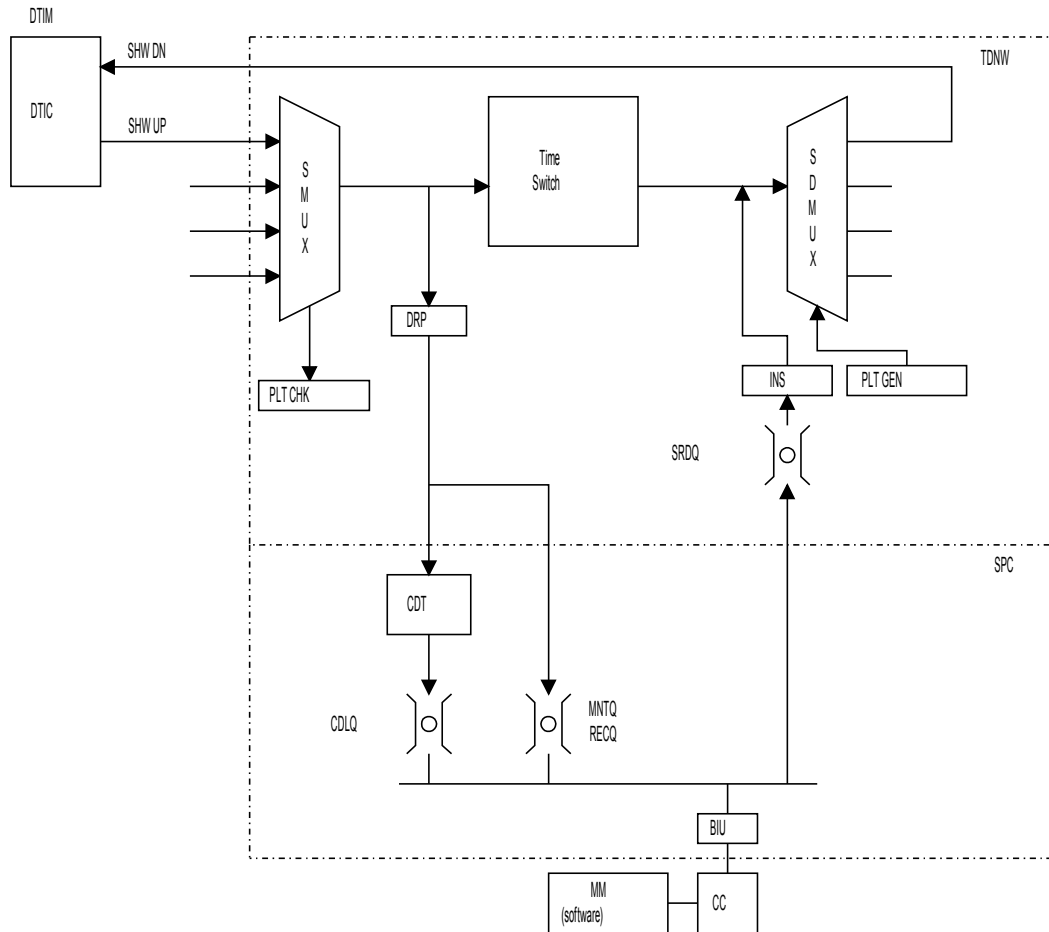 DTIM
SHW DN
TDNW
DTIC
SHW UP
S
M
U
X
Time
Switch
S
D
M
U
X
DRP
PLT CHK
INS
PLT GEN
SRDQ
SPC
CDT
CDLQ
MNTQ
RECQ
BIU
MM
(software)
CC